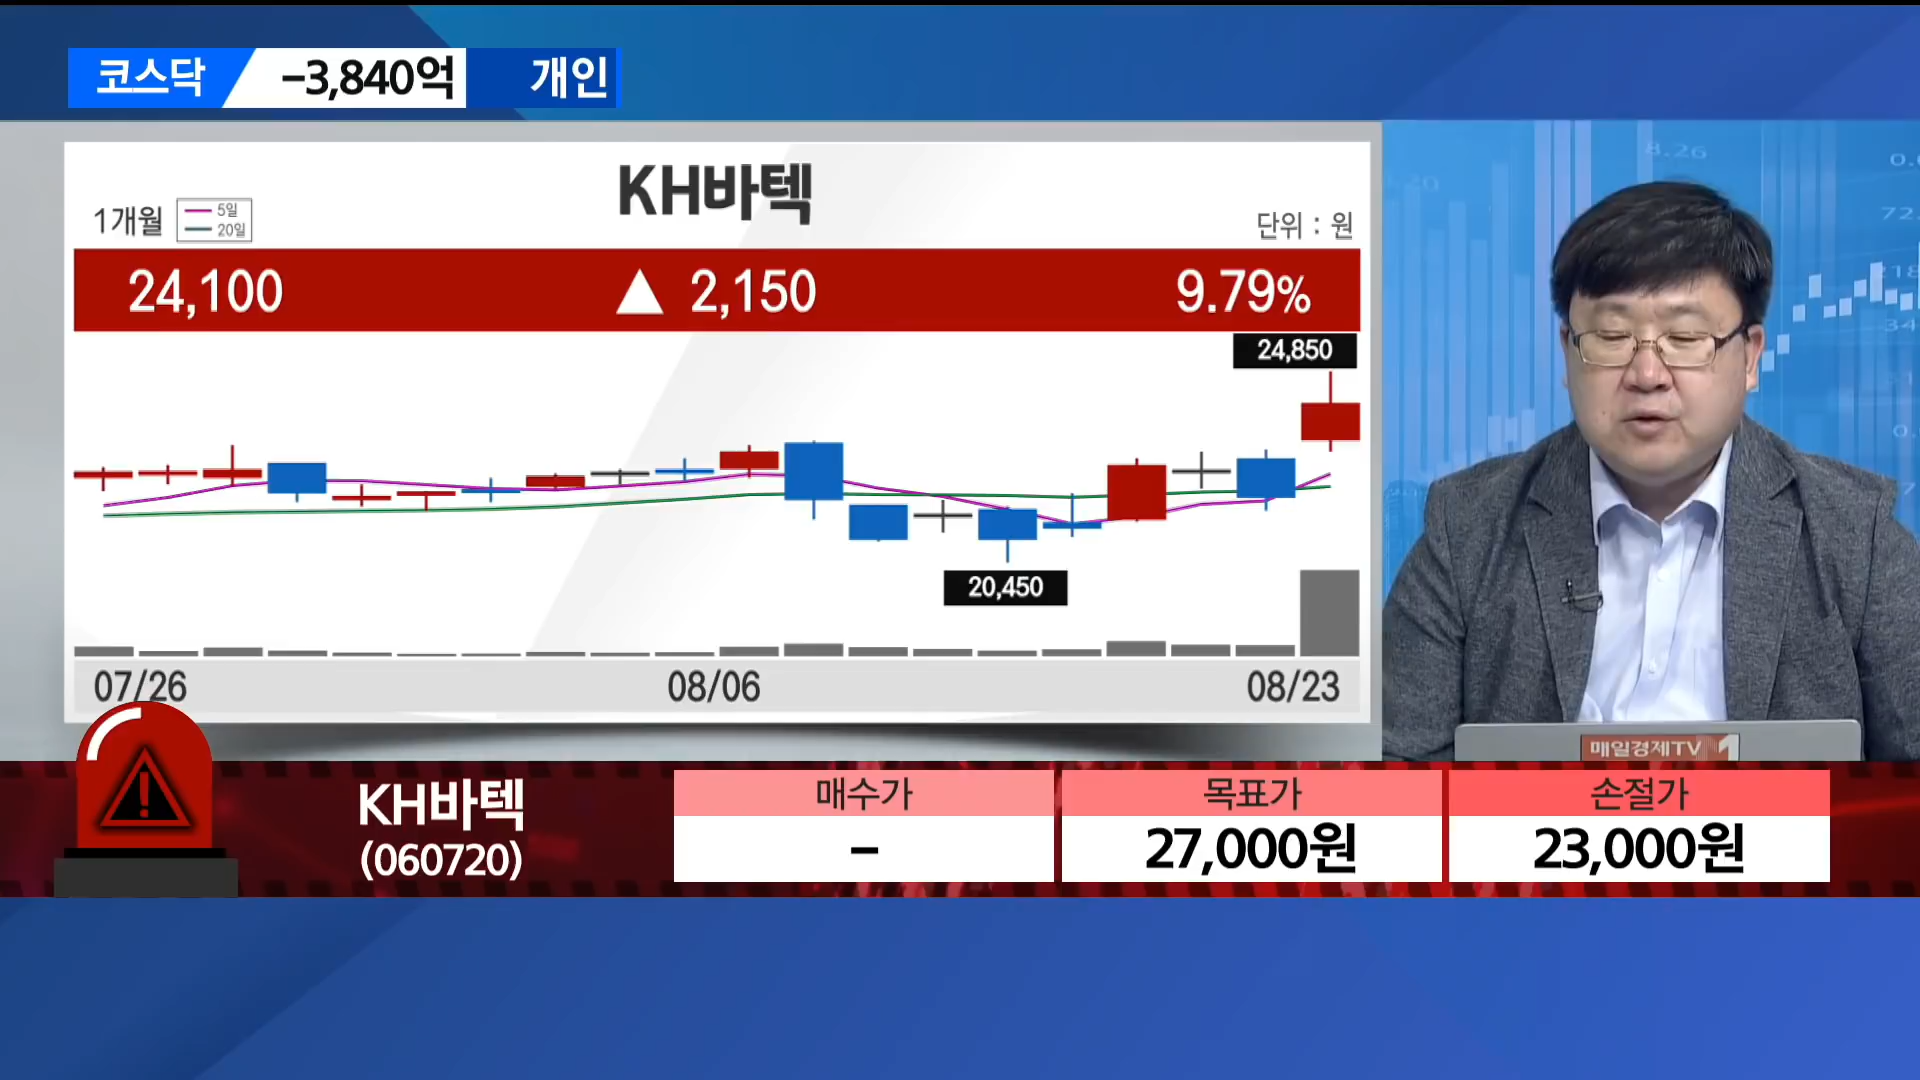 코스닥 -3,840억 개인
KH바텍
1개월
5일
20일
단위 : 원
24,100 ▲ 2,150 9.79%
24,850
20,450
07/26 08/06 08/23
KH바텍
(060720)
매수가 목표가 손절가
- 27,000원 23,000원
매일경제TV 1
8.26